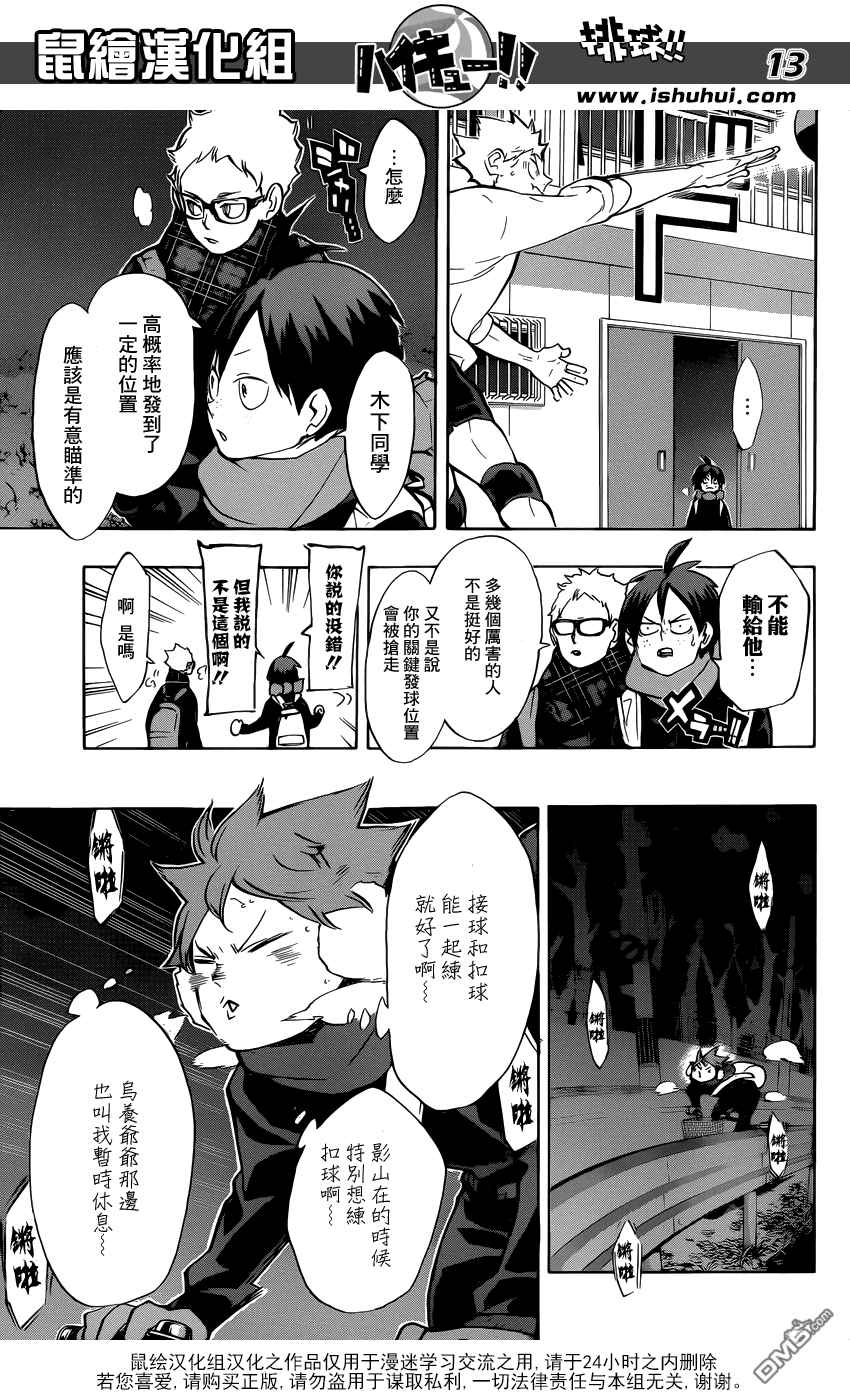 鼠繪漢化組
ハイキュー!!
排球!!
13
www.ishuhui.com
…
…怎麼
木下同學
高概率地發到了
一定的位置
應該是有意瞄準的
不能
輸給他…
メラ…!!
多幾個厲害的人
不是挺好的
又不是說
你的關鍵發球位置
會被搶走
你說的没錯!!
但我說的
不是這個啊!!
啊 是嗎
鏘啦
鏘啦
鏘啦
鏘啦
接球和扣球
能一起練
就好了啊~
鏘啦
鏘啦
影山在的時候
特別想練
扣球啊~
烏養爺爺那邊
也叫我暫時休息~
鏘啦
鼠绘汉化组汉化之作品仅用于漫迷学习交流之用, 请于24小时之内删除
若您喜爱, 请购买正版, 请勿盗用于谋取私利, 一切法律责任与本组无关, 谢谢.
DM5.com